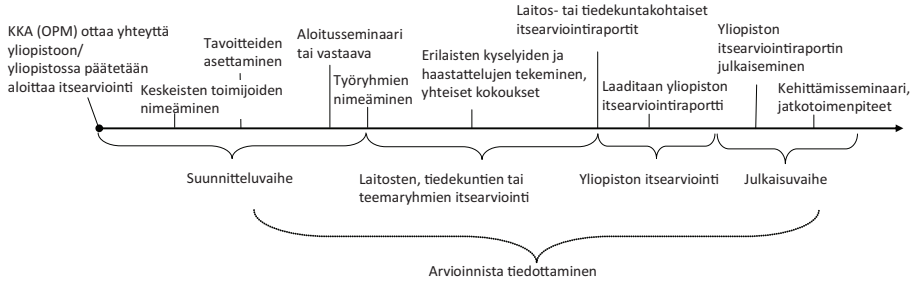 KKA (OPM) ottaa yhteyttä
yliopistoon/
yliopistossa päätetään
aloittaa itsearviointi
Keskeisten toimijoiden
nimeäminen
Tavoitteiden
asettaminen
Aloitusseminaari
tai vastaava
Työryhmien
nimeäminen
Erilaisten kyselyiden ja
haastattelujen tekeminen,
yhteiset kokoukset
Laitos- tai tiedekuntakohtaiset
itsearviointiraportit
Laaditaan yliopiston
itsearviointiraportti
Yliopiston
itsearviointiraportin
julkaiseminen
Kehittämisseminaari,
jatkotoimenpiteet
Suunnitteluvaihe
Laitosten, tiedekuntien tai
teemaryhmien itsearviointi
Yliopiston itsearviointi
Julkaisuvaihe
Arvioinnista tiedottaminen